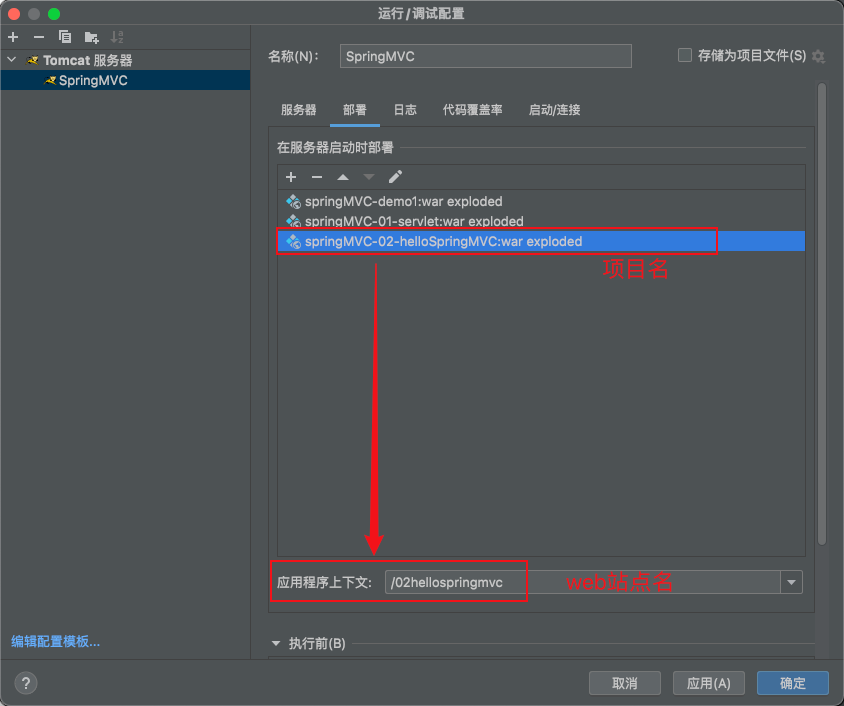 运行/调试配置
Tomcat 服务器
SpringMVC
名称(N): SpringMVC 存储为项目文件(S)
服务器 部署 日志 代码覆盖率 启动/连接
在服务器启动时部署
springMVC-demo1:war exploded
springMVC-01-servlet:war exploded
springMVC-02-helloSpringMVC:war exploded
项目名
应用程序上下文: /02hellospringmvc web站点名
编辑配置模板...
执行前(B)
? 取消 应用(A) 确定